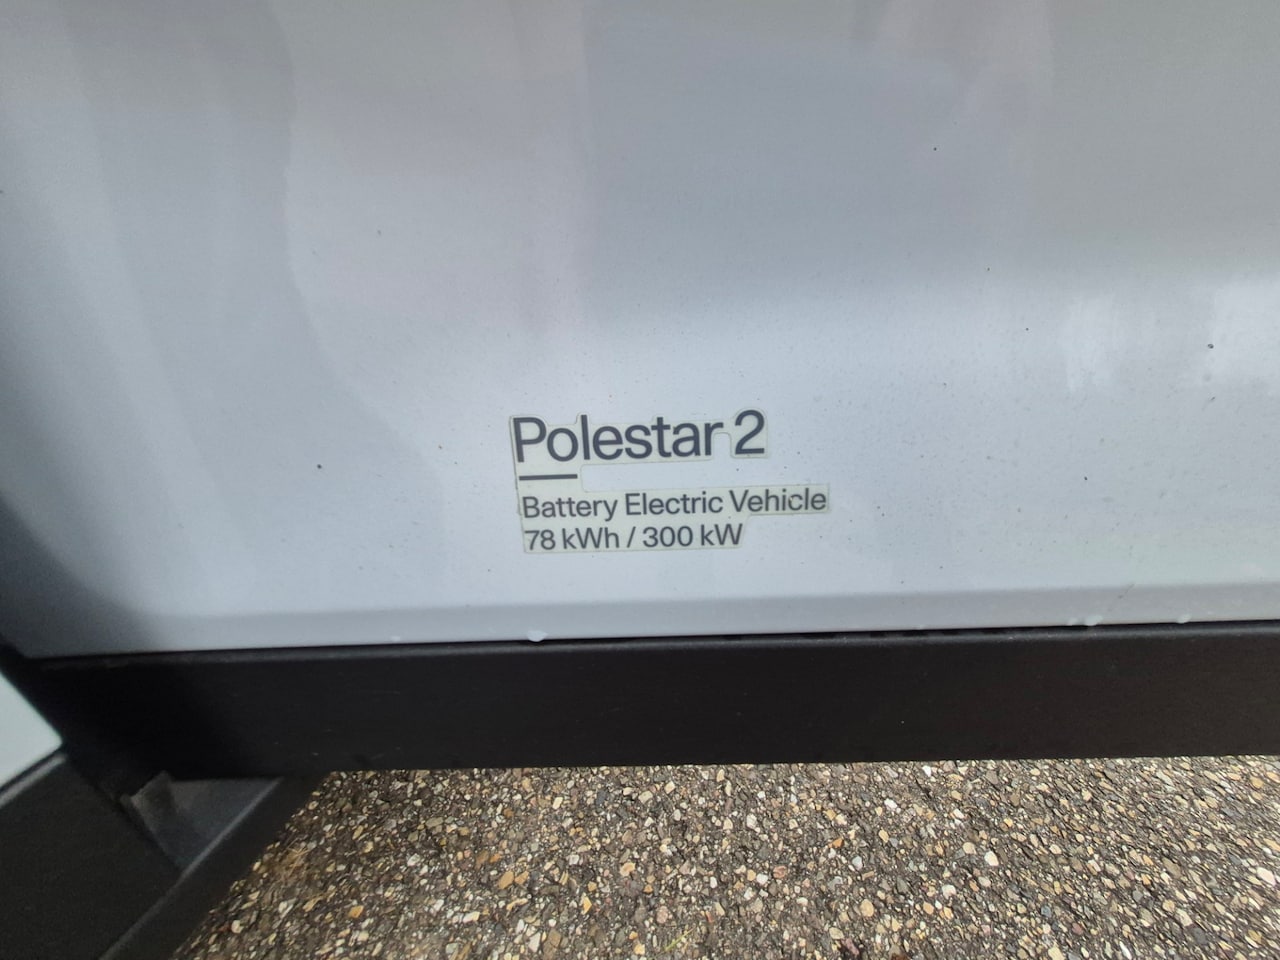 Polestar 2
Battery Electric Vehicle
78 kWh / 300 kW